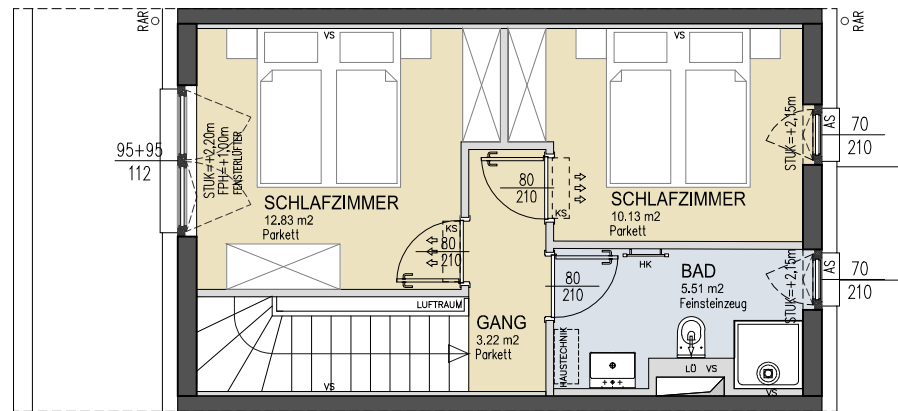 RAR
RAR
VS
VS
STUK=+2,20m
FPH=+1,00m
FENSTERLÜFTER
95+95
112
SCHLAFZIMMER
12.83 m2
Parkett
80
210
KS
80
210
KS
SCHLAFZIMMER
10.13 m2
Parkett
STUK=+2,15m
AS
70
210
LUFTRAUM
GANG
3.22 m2
Parkett
VS
80
210
HK
BAD
5.51 m2
Feinsteinzeug
STUK=+2,15m
AS
70
210
HAUSTECHNIK
LÜ VS
VS